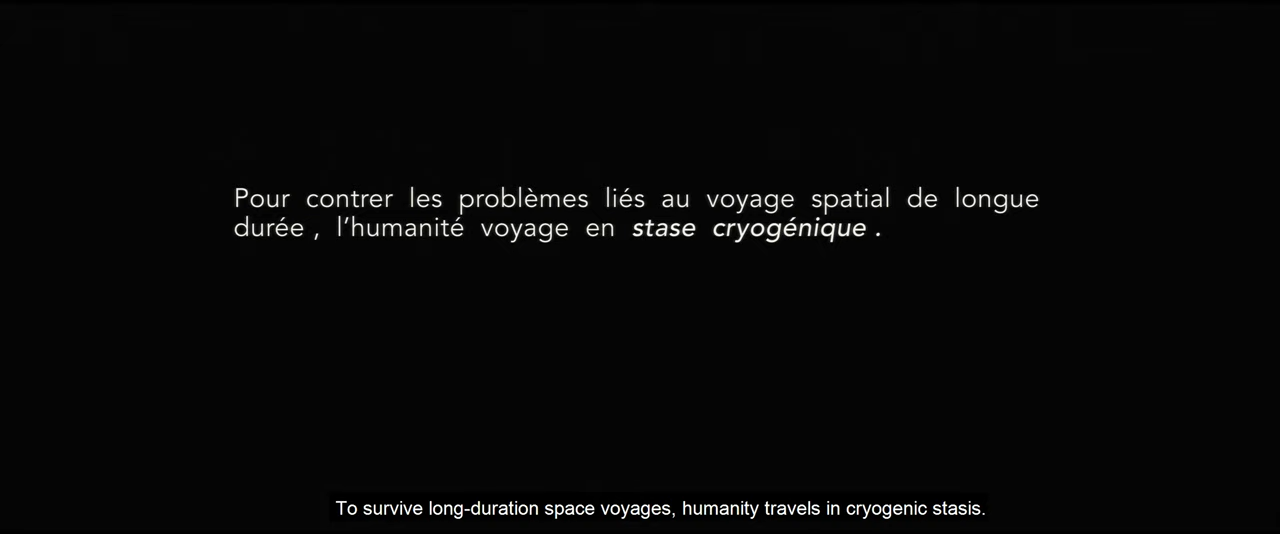 Pour contrer les problèmes liés au voyage spatial de longue
durée , l’humanité voyage en stase cryogénique .
To survive long-duration space voyages, humanity travels in cryogenic stasis.